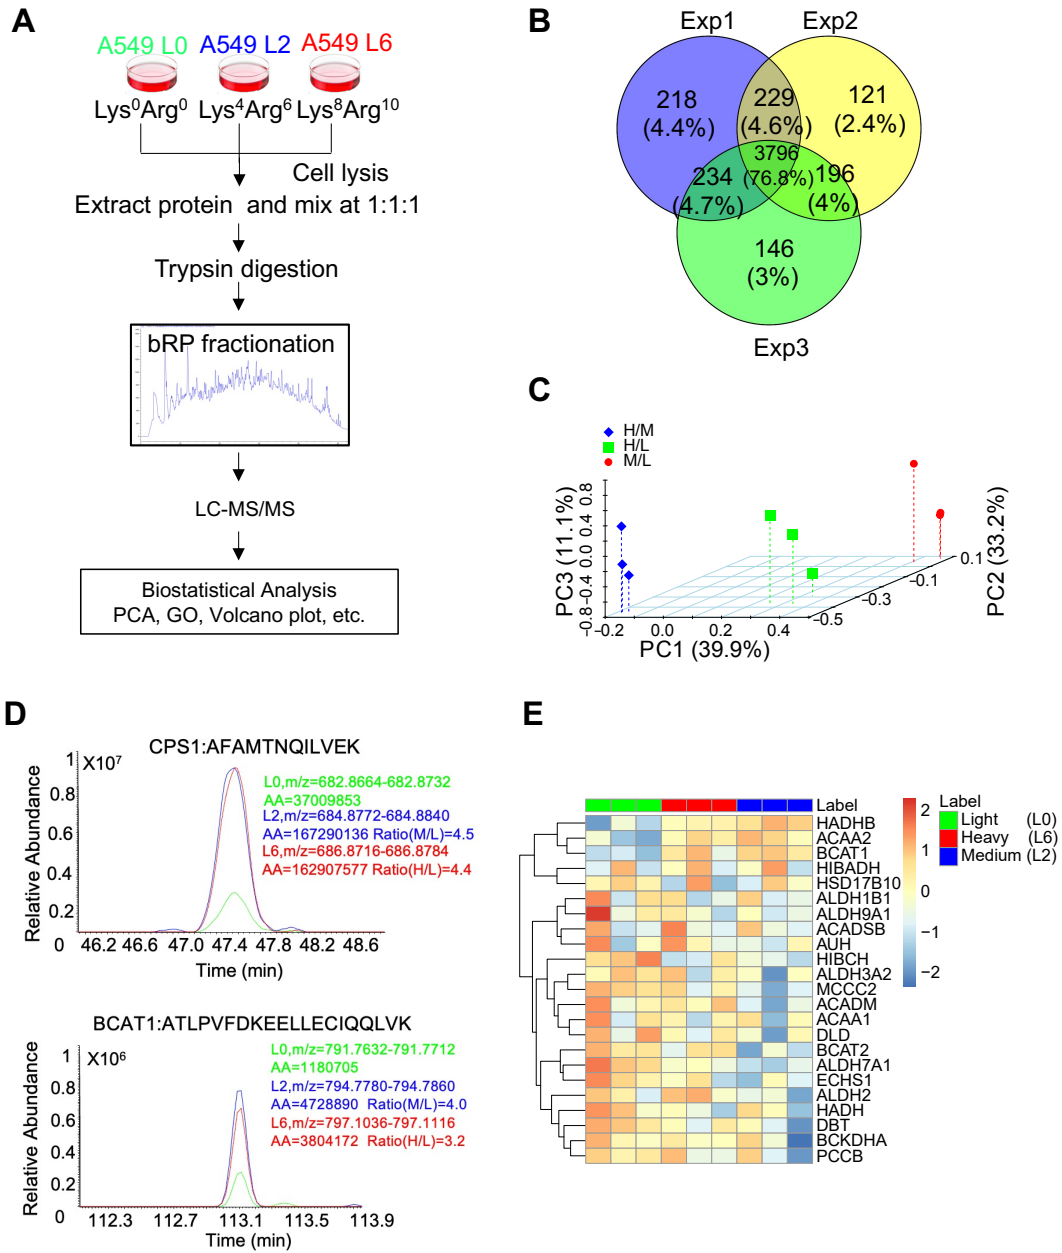 A
A549 L0 A549 L2 A549 L6
Lys0Arg0 Lys4Arg6 Lys8Arg10
Cell lysis
Extract protein and mix at 1:1:1
Trypsin digestion
bRP fractionation
LC-MS/MS
Biostatistical Analysis
PCA, GO, Volcano plot, etc.
B
Exp1 Exp2
218
(4.4%)
229
(4.6%)
121
(2.4%)
3796
(76.8%)
234
(4.7%)
196
(4%)
146
(3%)
Exp3
C
H/M
H/L
M/L
PC3 (11.1%)
0.8
0.4
0.0
−0.4
−0.8
−0.2 0.0 0.2 0.4
PC1 (39.9%)
−0.5
−0.3
−0.1
0.1
PC2 (33.2%)
D
CPS1:AFAMTNQILVEK
X10^7
Relative Abundance
1
0.8
0.6
0.4
0.2
0
L0,m/z=682.8664-682.8732
AA=37009853
L2,m/z=684.8772-684.8840
AA=167290136 Ratio(M/L)=4.5
L6,m/z=686.8716-686.8784
AA=162907577 Ratio(H/L)=4.4
46.2 46.6 47.0 47.4 47.8 48.2 48.6
Time (min)
BCAT1:ATLPVFDKEELLECIQQLVK
X10^6
Relative Abundance
1
0.8
0.6
0.4
0.2
0
L0,m/z=791.7632-791.7712
AA=1180705
L2,m/z=794.7780-794.7860
AA=4728890 Ratio(M/L)=4.0
L6,m/z=797.1036-797.1116
AA=3804172 Ratio(H/L)=3.2
112.3 112.7 113.1 113.5 113.9
Time (min)
E
Label
HADHB
ACAA2
BCAT1
HIBADH
HSD17B10
ALDH1B1
ALDH9A1
ACADSB
AUH
HIBCH
ALDH3A2
MCCC2
ACADM
ACAA1
DLD
BCAT2
ALDH7A1
ECHS1
ALDH2
HADH
DBT
BCKDHA
PCCB
2
1
0
−1
−2
Label
Light (L0)
Heavy (L6)
Medium (L2)